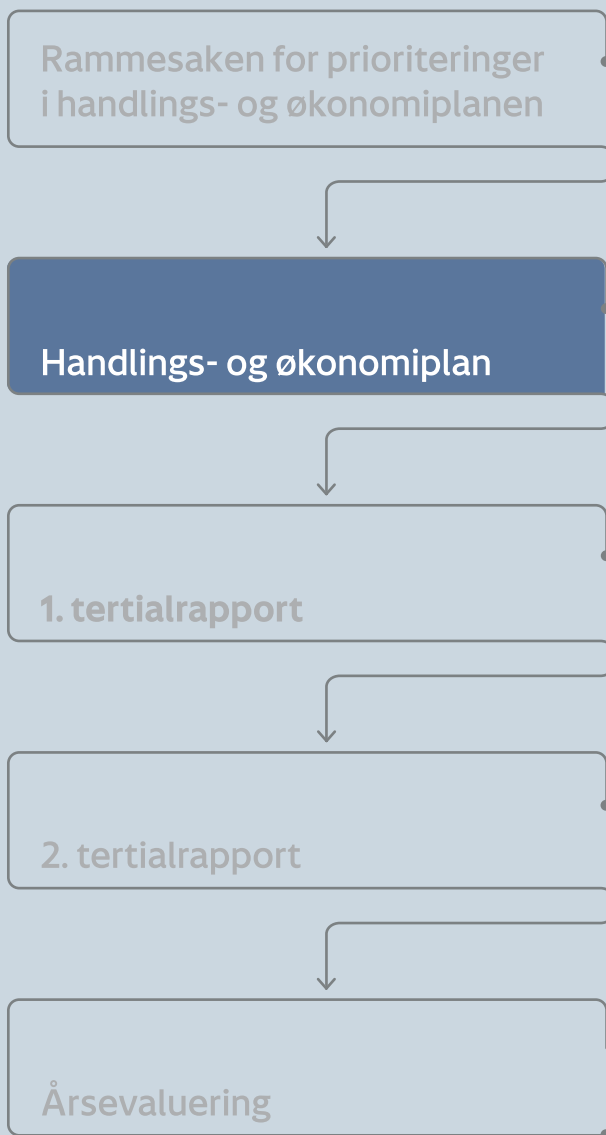 Rammesaken for prioriteringer
i handlings- og økonomiplanen
Handlings- og økonomiplan
1. tertialrapport
2. tertialrapport
Årsevaluering